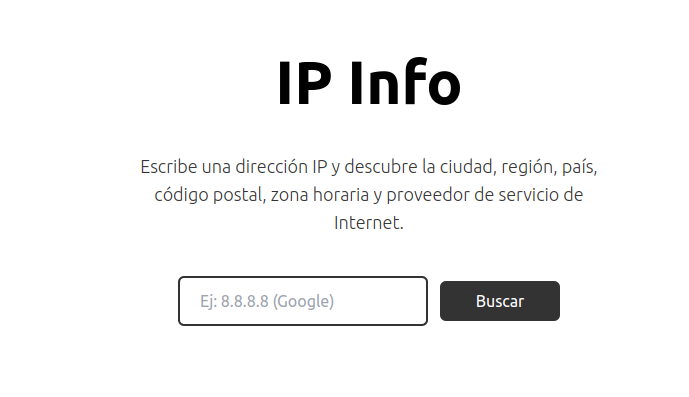 IP Info
Escribe una dirección IP y descubre la ciudad, región, país,
código postal, zona horaria y proveedor de servicio de
Internet.
Ej: 8.8.8.8 (Google)
Buscar